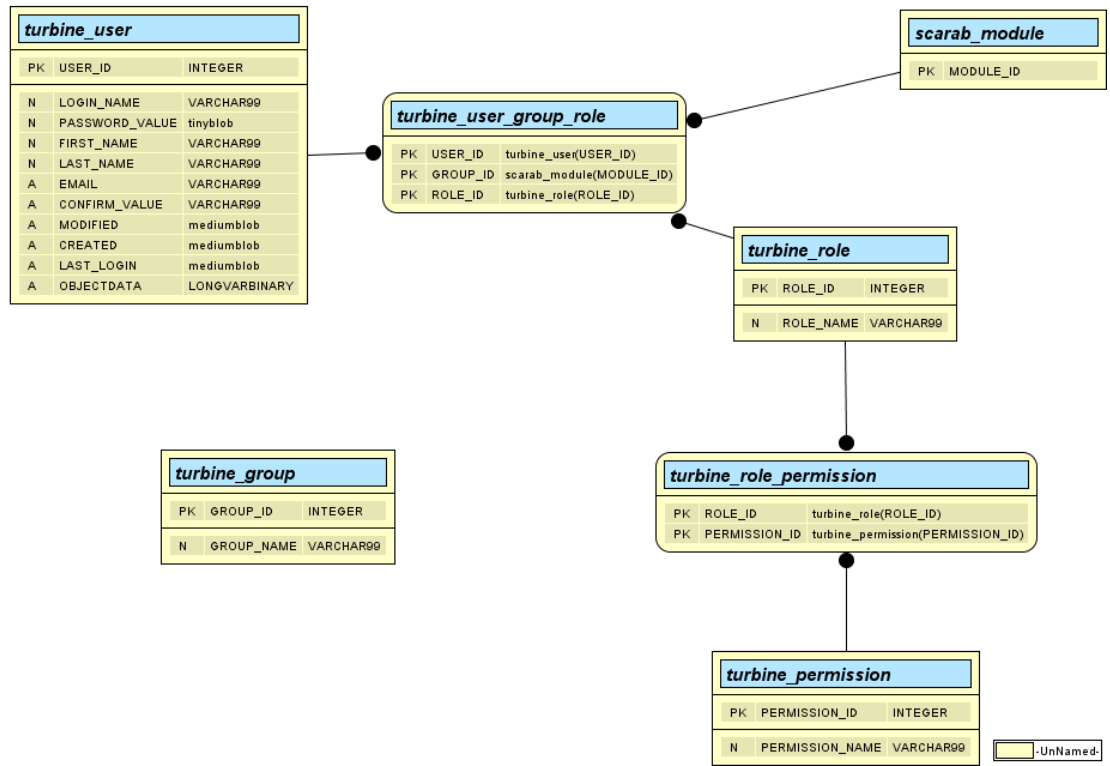 turbine_user
PK USER_ID INTEGER
N LOGIN_NAME VARCHAR99
N PASSWORD_VALUE tinyblob
N FIRST_NAME VARCHAR99
N LAST_NAME VARCHAR99
A EMAIL VARCHAR99
A CONFIRM_VALUE VARCHAR99
A MODIFIED mediumblob
A CREATED mediumblob
A LAST_LOGIN mediumblob
A OBJECTDATA LONGVARBINARY
scarab_module
PK MODULE_ID
turbine_user_group_role
PK USER_ID turbine_user(USER_ID)
PK GROUP_ID scarab_module(MODULE_ID)
PK ROLE_ID turbine_role(ROLE_ID)
turbine_role
PK ROLE_ID INTEGER
N ROLE_NAME VARCHAR99
turbine_group
PK GROUP_ID INTEGER
N GROUP_NAME VARCHAR99
turbine_role_permission
PK ROLE_ID turbine_role(ROLE_ID)
PK PERMISSION_ID turbine_permission(PERMISSION_ID)
turbine_permission
PK PERMISSION_ID INTEGER
N PERMISSION_NAME VARCHAR99
-UnNamed-